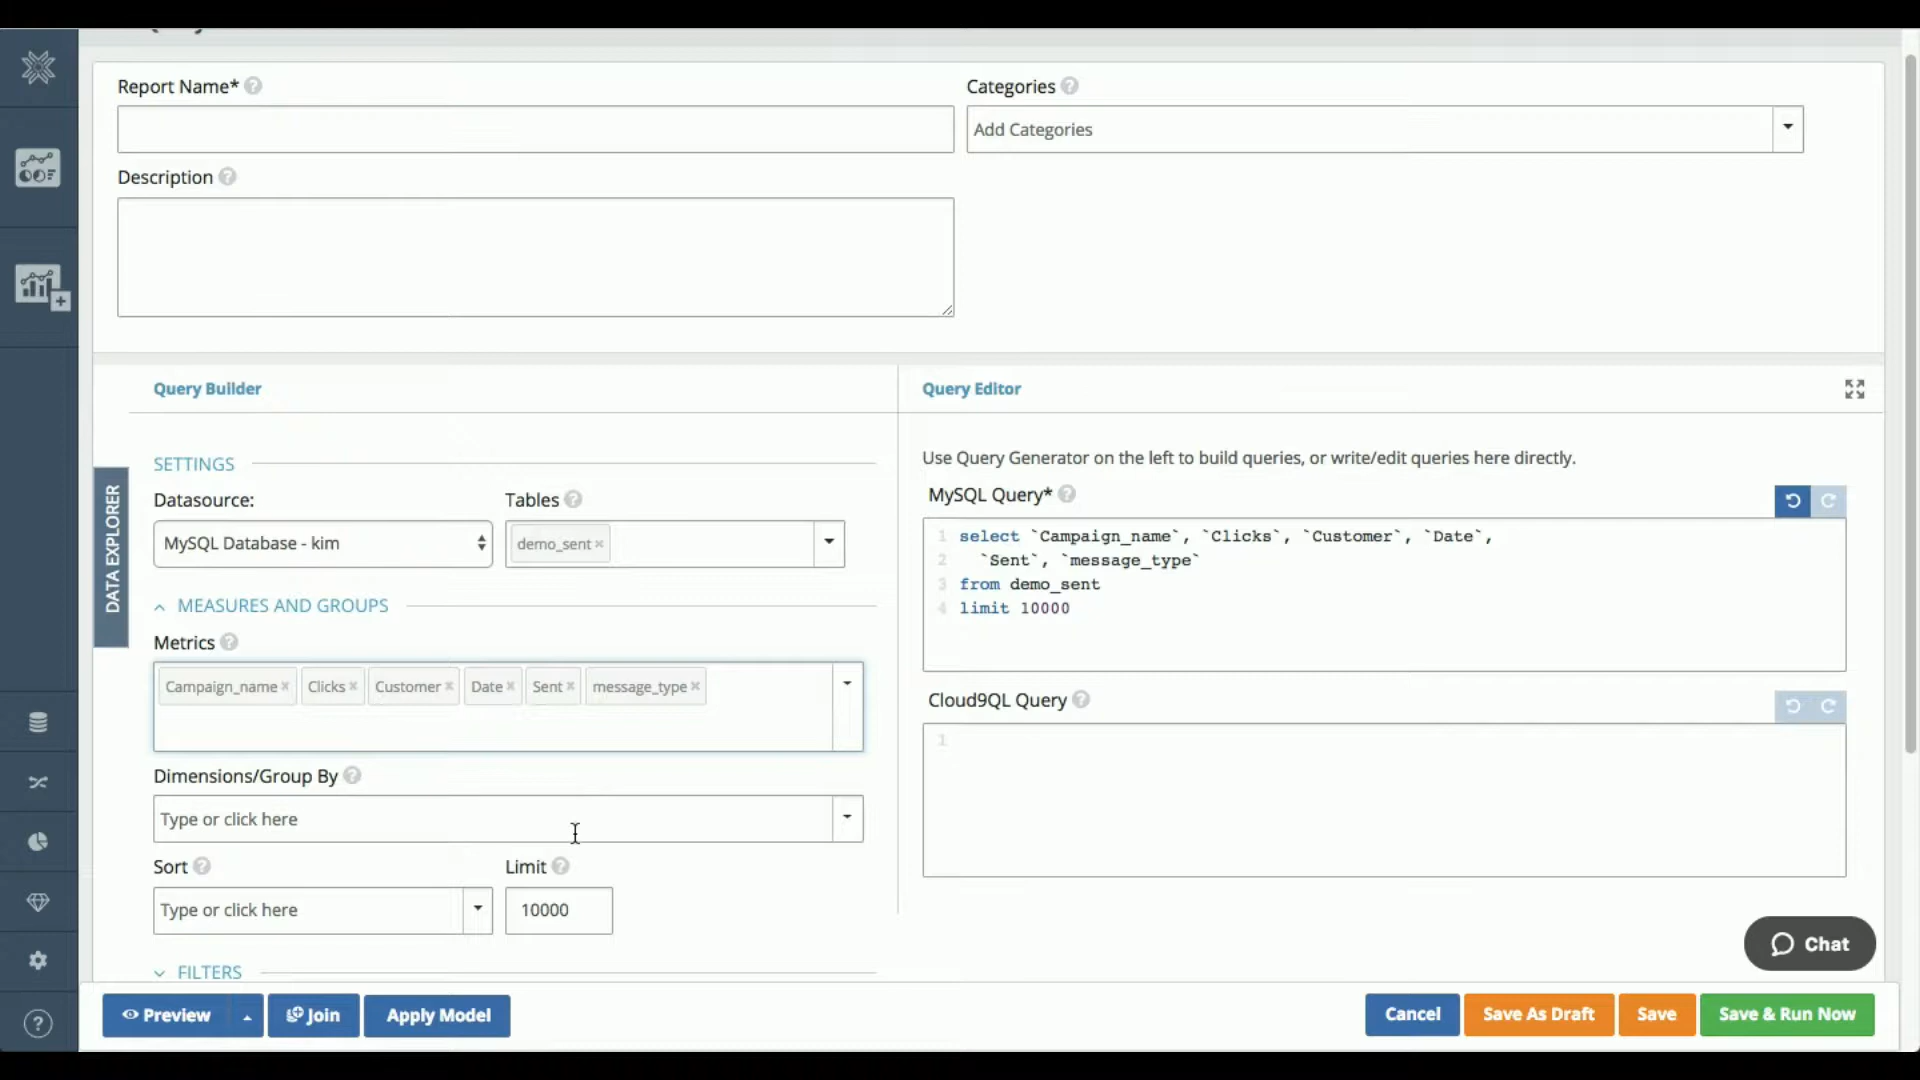 Report Name*
Categories
Add Categories
Description
Query Builder
Query Editor
SETTINGS
Use Query Generator on the left to build queries, or write/edit queries here directly.
Datasource:
Tables
MySQL Query*
MySQL Database - kim
demo_sent
DATA EXPLORER
1 select `Campaign_name`, `Clicks`, `Customer`, `Date`,
2 `Sent`, `message_type`
3 from demo_sent
4 limit 10000
MEASURES AND GROUPS
Metrics
Campaign_name Clicks Customer Date Sent message_type
Cloud9QL Query
1
Dimensions/Group By
Type or click here
Sort
Limit
Type or click here
10000
FILTERS
Chat
Preview
Join
Apply Model
Cancel
Save As Draft
Save
Save & Run Now